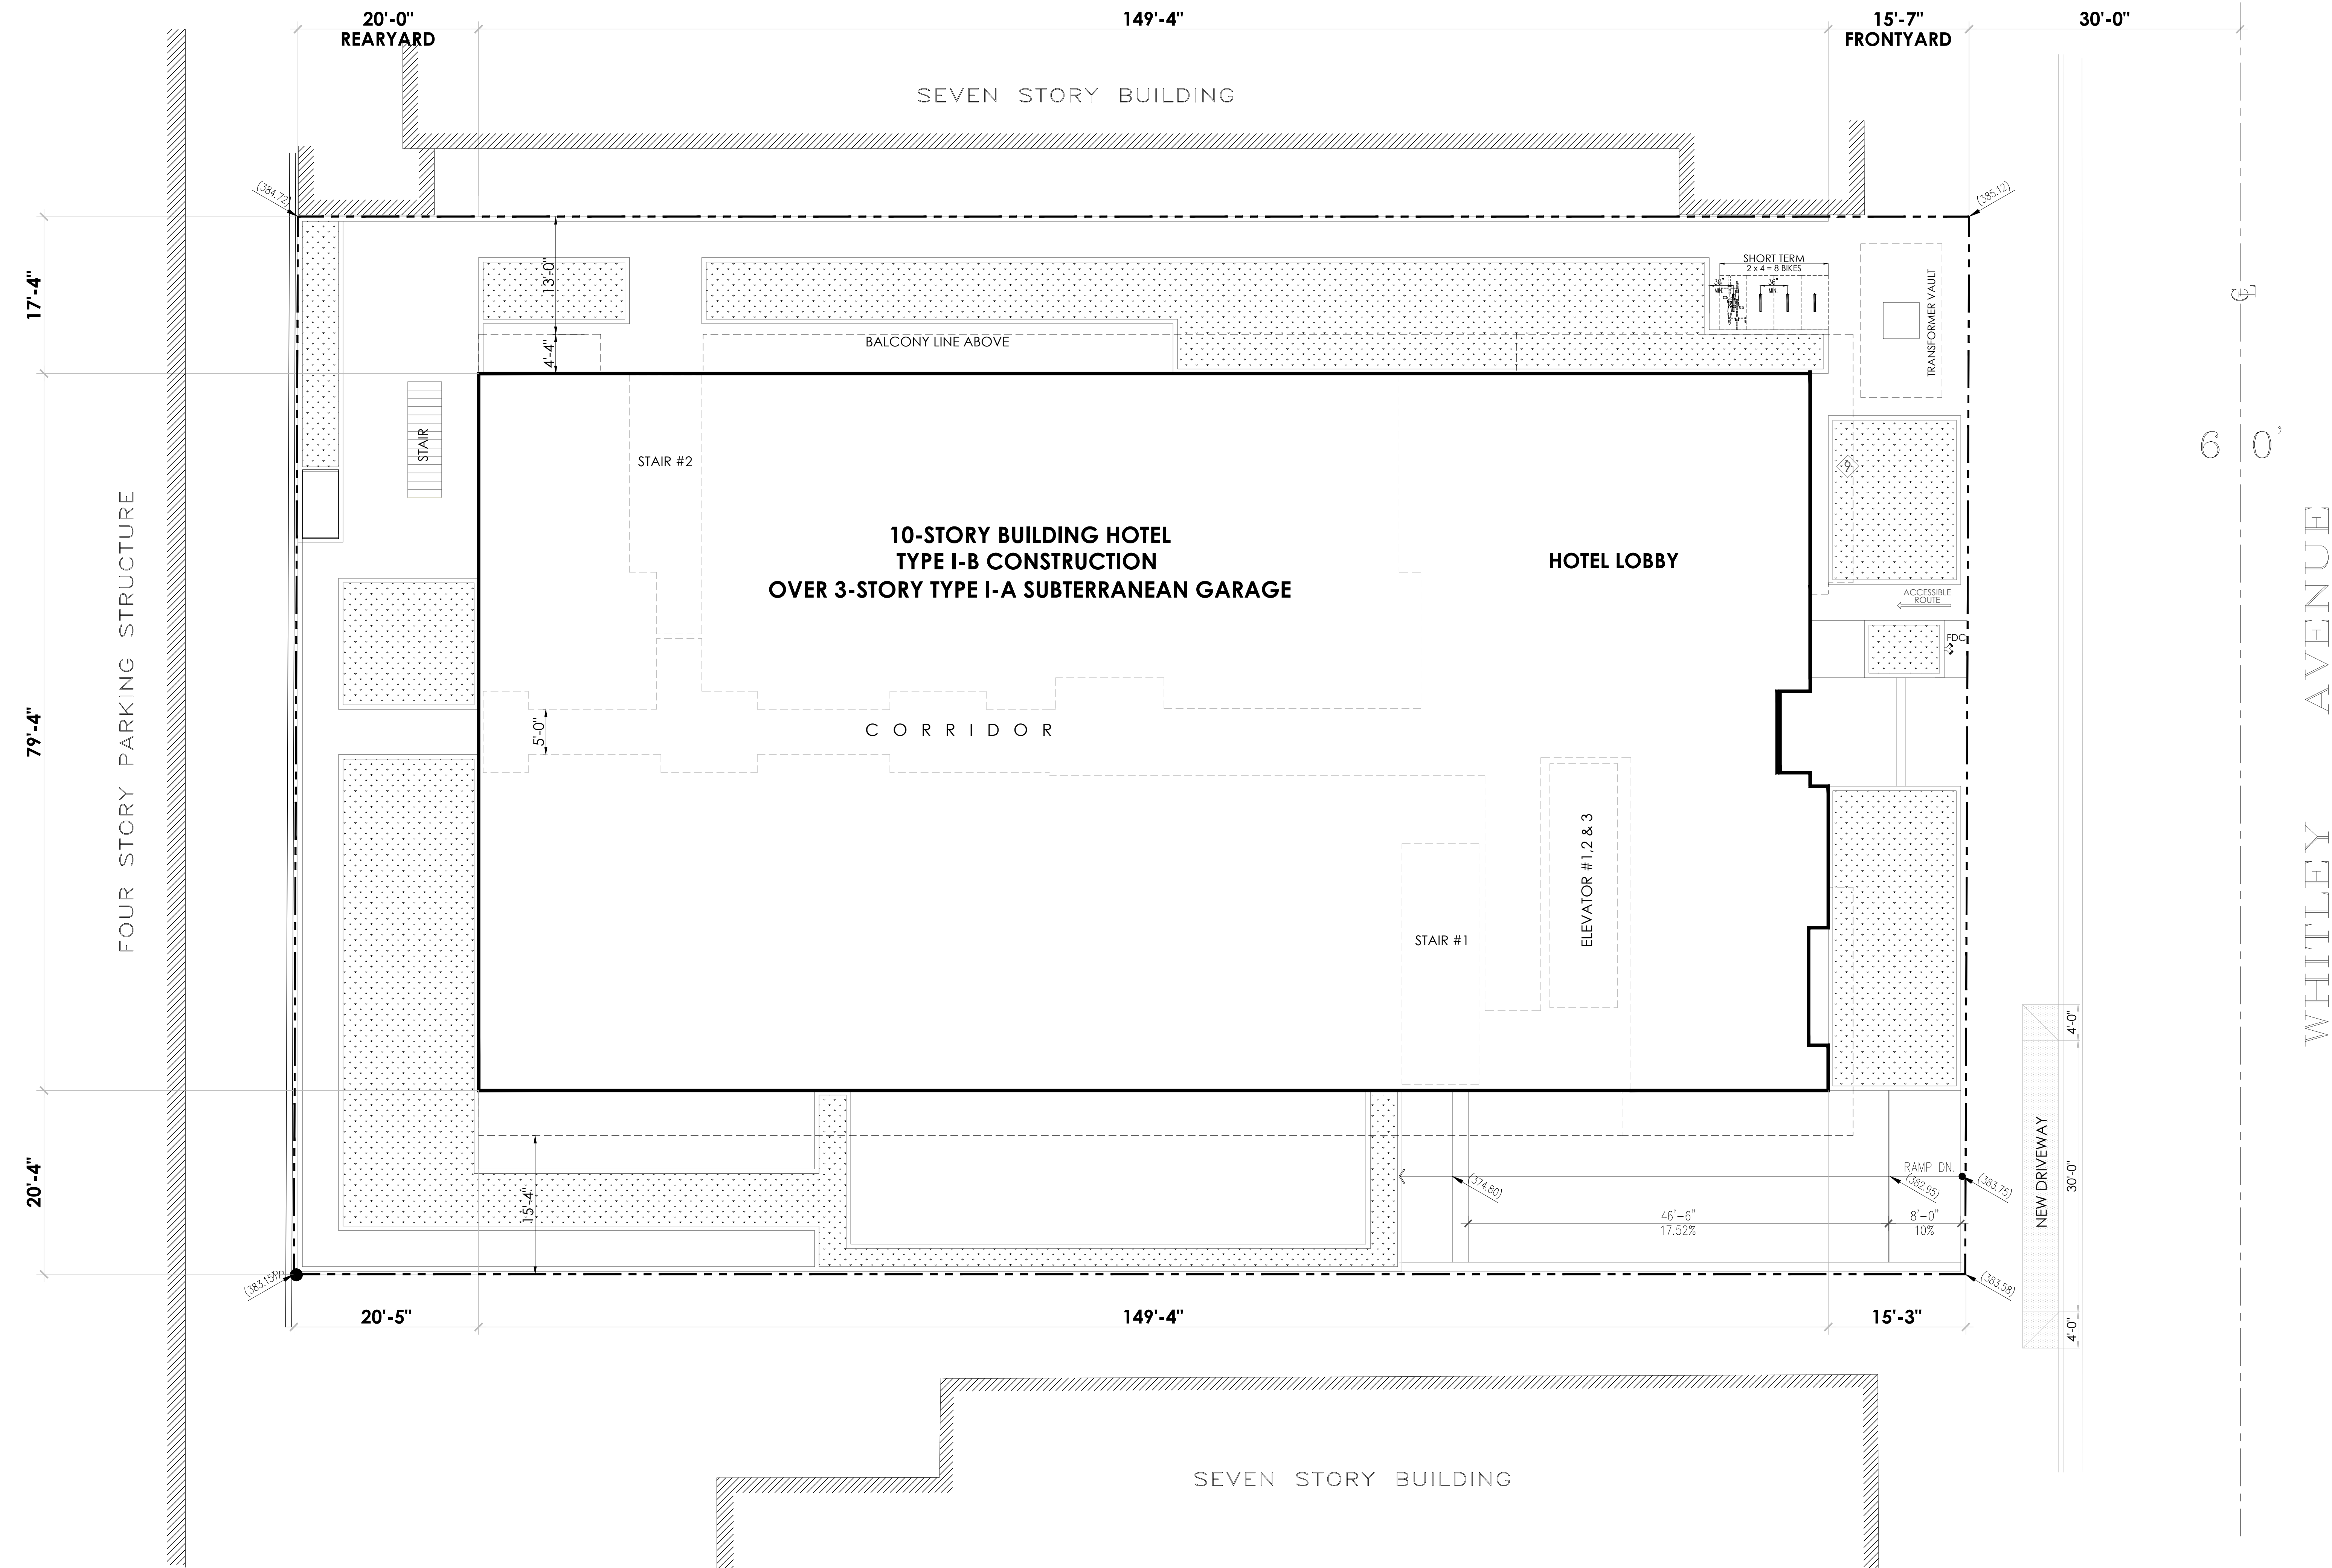 20'-0"
REARYARD
149'-4"
15'-7"
FRONTYARD
30'-0"
SEVEN STORY BUILDING
(384.72)
(385.12)
17'-4"
13'-0"
4'-4"
BALCONY LINE ABOVE
SHORT TERM
2 x 4 = 8 BIKES
TRANSFORMER VAULT
℄
60'
STAIR
STAIR #2
10-STORY BUILDING HOTEL
TYPE I-B CONSTRUCTION
OVER 3-STORY TYPE I-A SUBTERRANEAN GARAGE
HOTEL LOBBY
9
ACCESSIBLE
ROUTE
FDC
FOUR STORY PARKING STRUCTURE
79'-4"
5'-0"
CORRIDOR
WHITLEY AVENUE
ELEVATOR #1,2 & 3
STAIR #1
4'-0"
NEW DRIVEWAY
30'-0"
4'-0"
20'-4"
15'-4"
RAMP DN.
(374.80)
(382.95)
(383.75)
46'-6"
17.52%
8'-0"
10%
(383.15)
PP
(383.58)
20'-5"
149'-4"
15'-3"
SEVEN STORY BUILDING